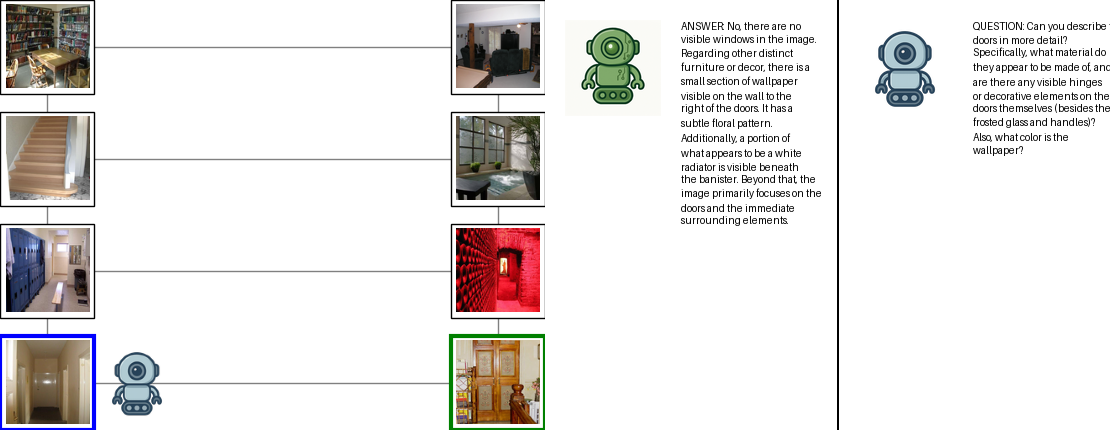 ANSWER: No, there are no
visible windows in the image.
Regarding other distinct
furniture or decor, there is a
small section of wallpaper
visible on the wall to the
right of the doors. It has a
subtle floral pattern.
Additionally, a portion of
what appears to be a white
radiator is visible beneath
the banister. Beyond that, the
image primarily focuses on the
doors and the immediate
surrounding elements.
QUESTION: Can you describe
doors in more detail?
Specifically, what material do
they appear to be made of, and
are there any visible hinges
or decorative elements on the
doors themselves (besides the
frosted glass and handles)?
Also, what color is the
wallpaper?